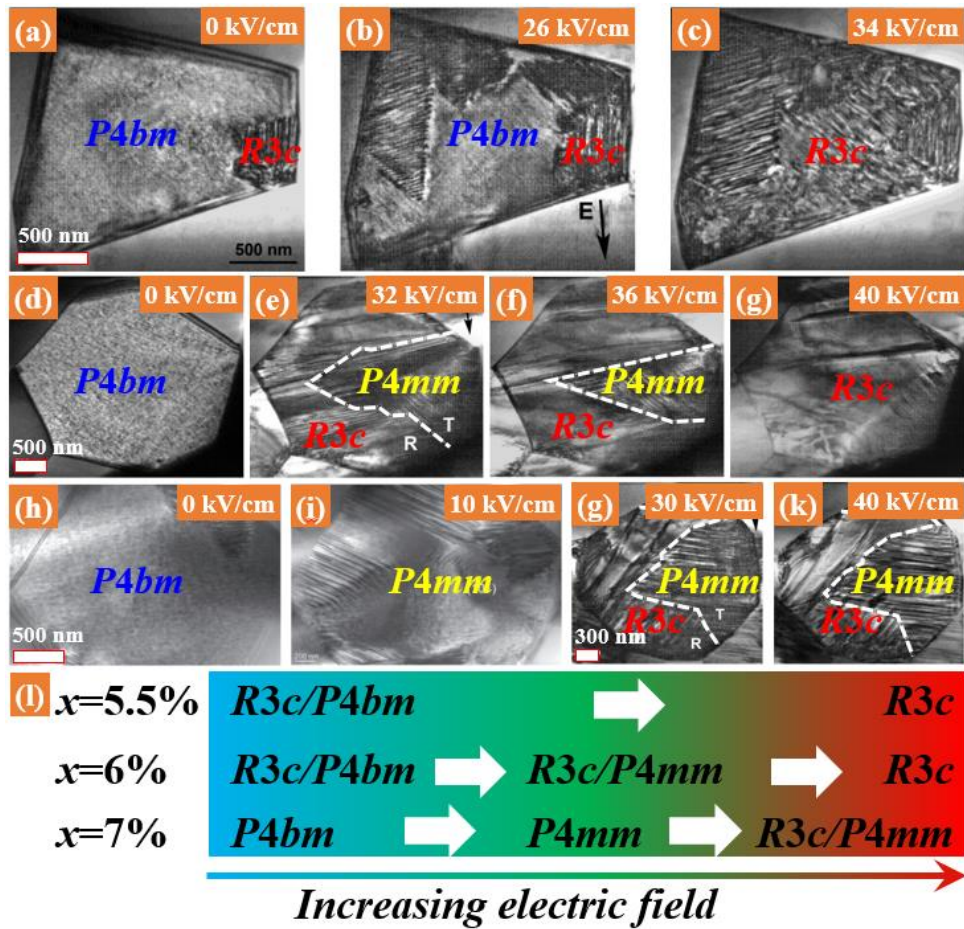 (a) 0 kV/cm
P4bm
R3c
500 nm
500 nm
(b) 26 kV/cm
P4bm
R3c
E
(c) 34 kV/cm
R3c
(d) 0 kV/cm
P4bm
500 nm
(e) 32 kV/cm
P4mm
R3c
R
T
(f) 36 kV/cm
P4mm
R3c
(g) 40 kV/cm
R3c
(h) 0 kV/cm
P4bm
500 nm
(i) 10 kV/cm
P4mm
(g) 30 kV/cm
P4mm
R3c
T
R
300 nm
(k) 40 kV/cm
P4mm
R3c
(l)
x=5.5% R3c/P4bm R3c
x=6% R3c/P4bm R3c/P4mm R3c
x=7% P4bm P4mm R3c/P4mm
Increasing electric field